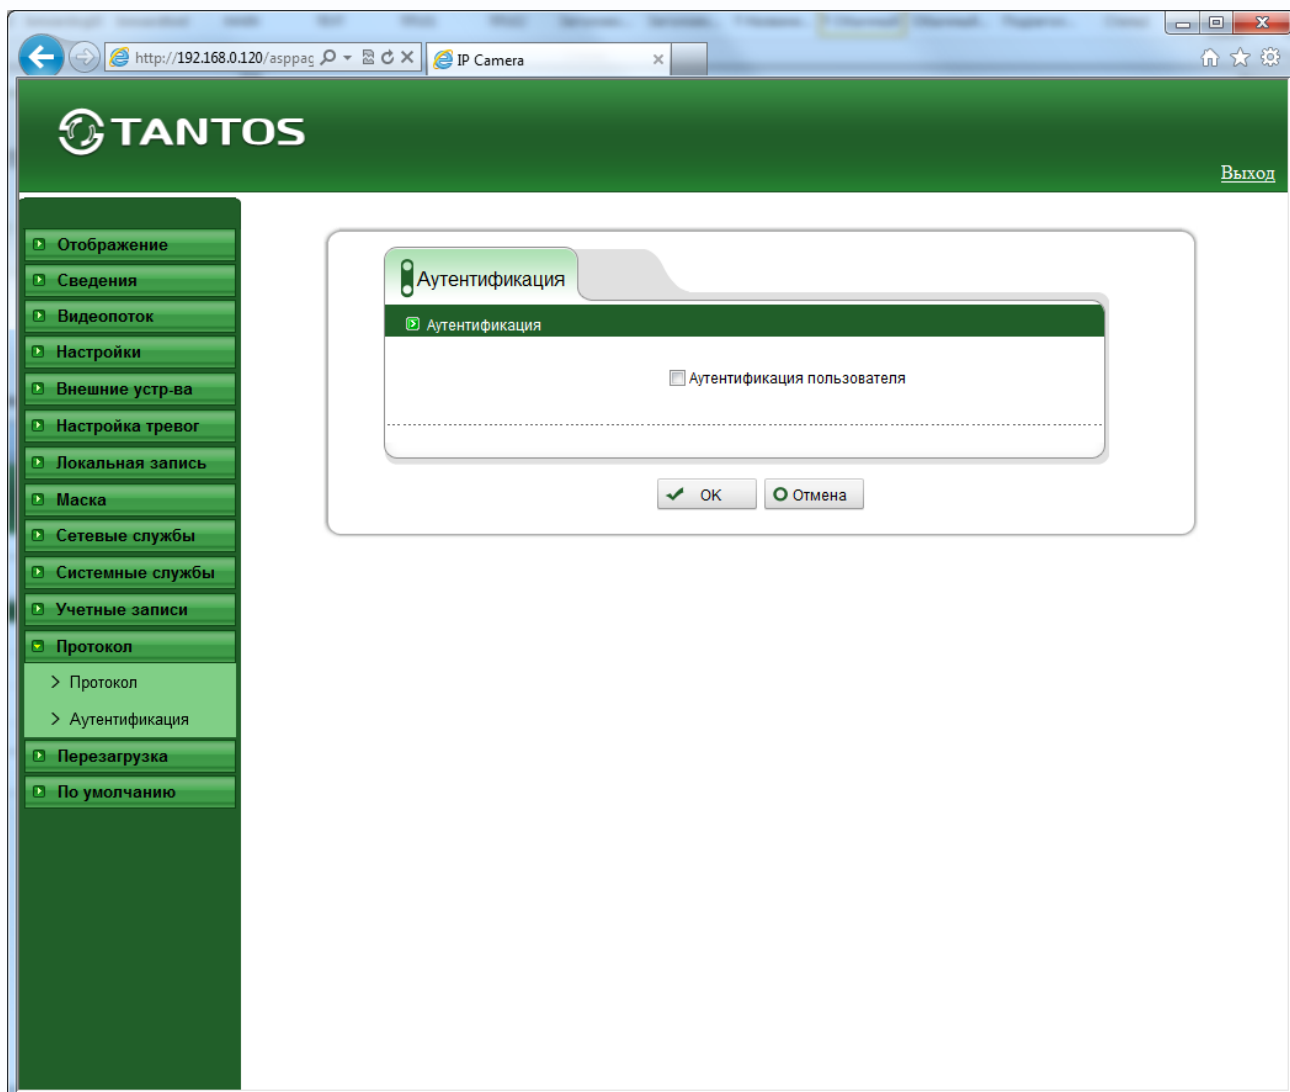 http://192.168.0.120/asppag
IP Camera
TANTOS
Выход
Отображение
Сведения
Видеопоток
Настройки
Внешние устр-ва
Настройка тревог
Локальная запись
Маска
Сетевые службы
Системные службы
Учетные записи
Протокол
Протокол
Аутентификация
Перезагрузка
По умолчанию
Аутентификация
Аутентификация
Аутентификация пользователя
OK
Отмена